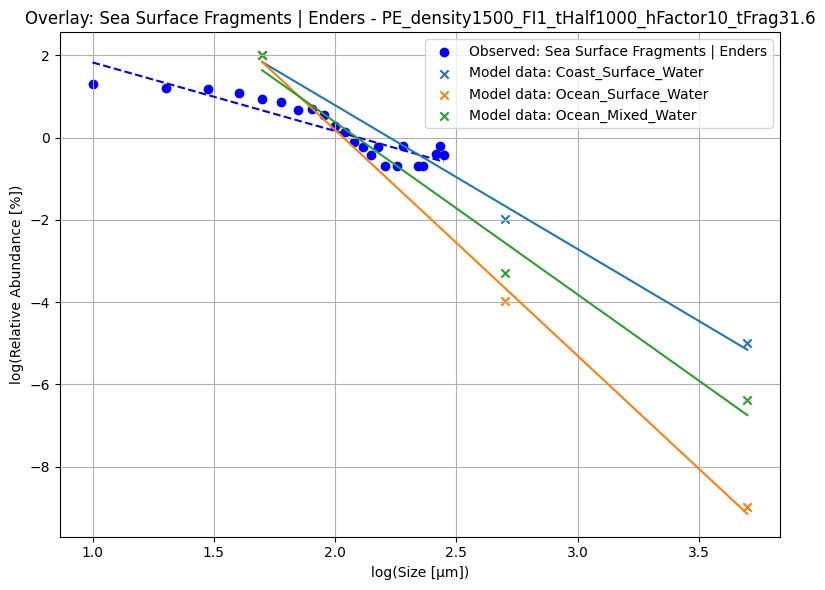 Overlay: Sea Surface Fragments | Enders - PE_density1500_FI1_tHalf1000_hFactor10_tFrag31.6
Observed: Sea Surface Fragments | Enders
Model data: Coast_Surface_Water
Model data: Ocean_Surface_Water
Model data: Ocean_Mixed_Water
log(Relative Abundance [%])
2
0
−2
−4
−6
−8
1.0 1.5 2.0 2.5 3.0 3.5
log(Size [μm])